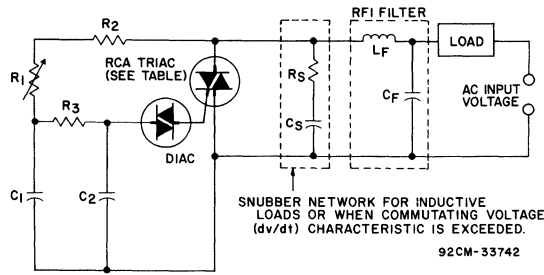 RFI FILTER
R2
LF
LOAD
RCA TRIAC
(SEE TABLE)
R1
RS
CF
AC INPUT
VOLTAGE
R3
DIAC
CS
C1
C2
SNUBBER NETWORK FOR INDUCTIVE
LOADS OR WHEN COMMUTATING VOLTAGE
(dv/dt) CHARACTERISTIC IS EXCEEDED.
92CM-33742